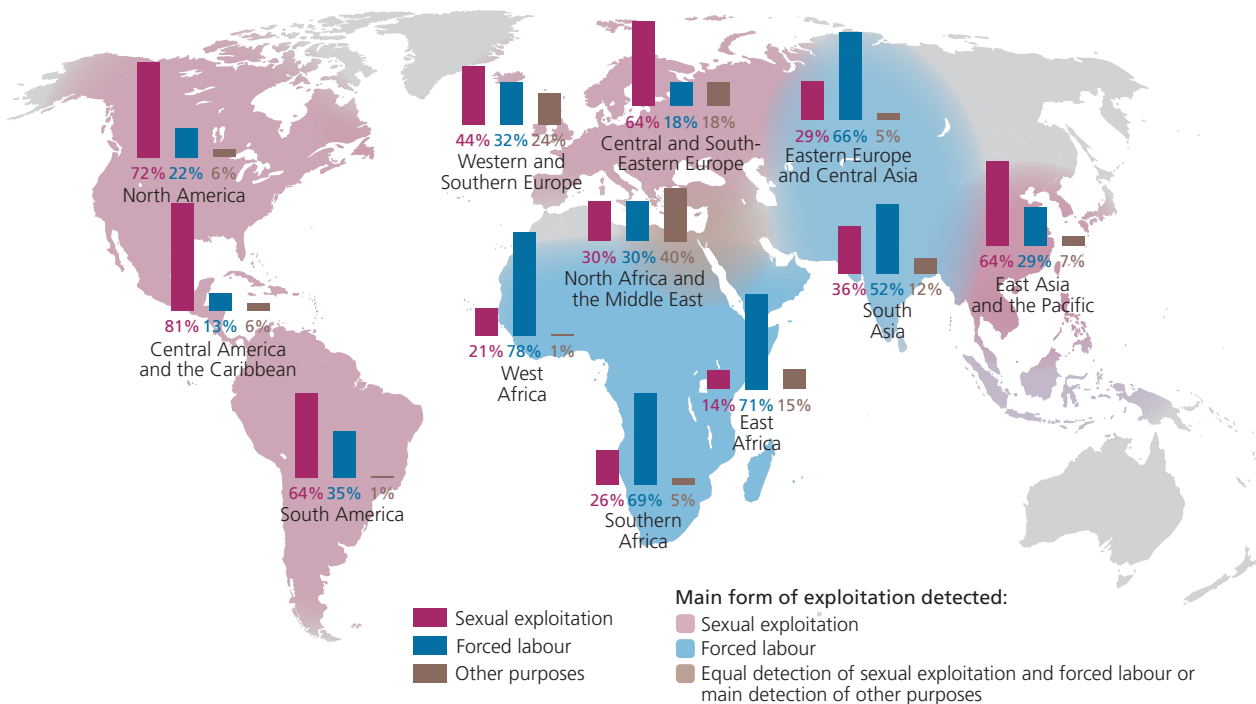 72% 22% 6%
North America
44% 32% 24%
Western and
Southern Europe
64% 18% 18%
Central and South-
Eastern Europe
29% 66% 5%
Eastern Europe
and Central Asia
81% 13% 6%
Central America
and the Caribbean
30% 30% 40%
North Africa and
the Middle East
36% 52% 12%
South
Asia
64% 29% 7%
East Asia
and the Pacific
21% 78% 1%
West
Africa
14% 71% 15%
East
Africa
64% 35% 1%
South America
26% 69% 5%
Southern
Africa
Sexual exploitation
Forced labour
Other purposes
Main form of exploitation detected:
Sexual exploitation
Forced labour
Equal detection of sexual exploitation and forced labour or
main detection of other purposes